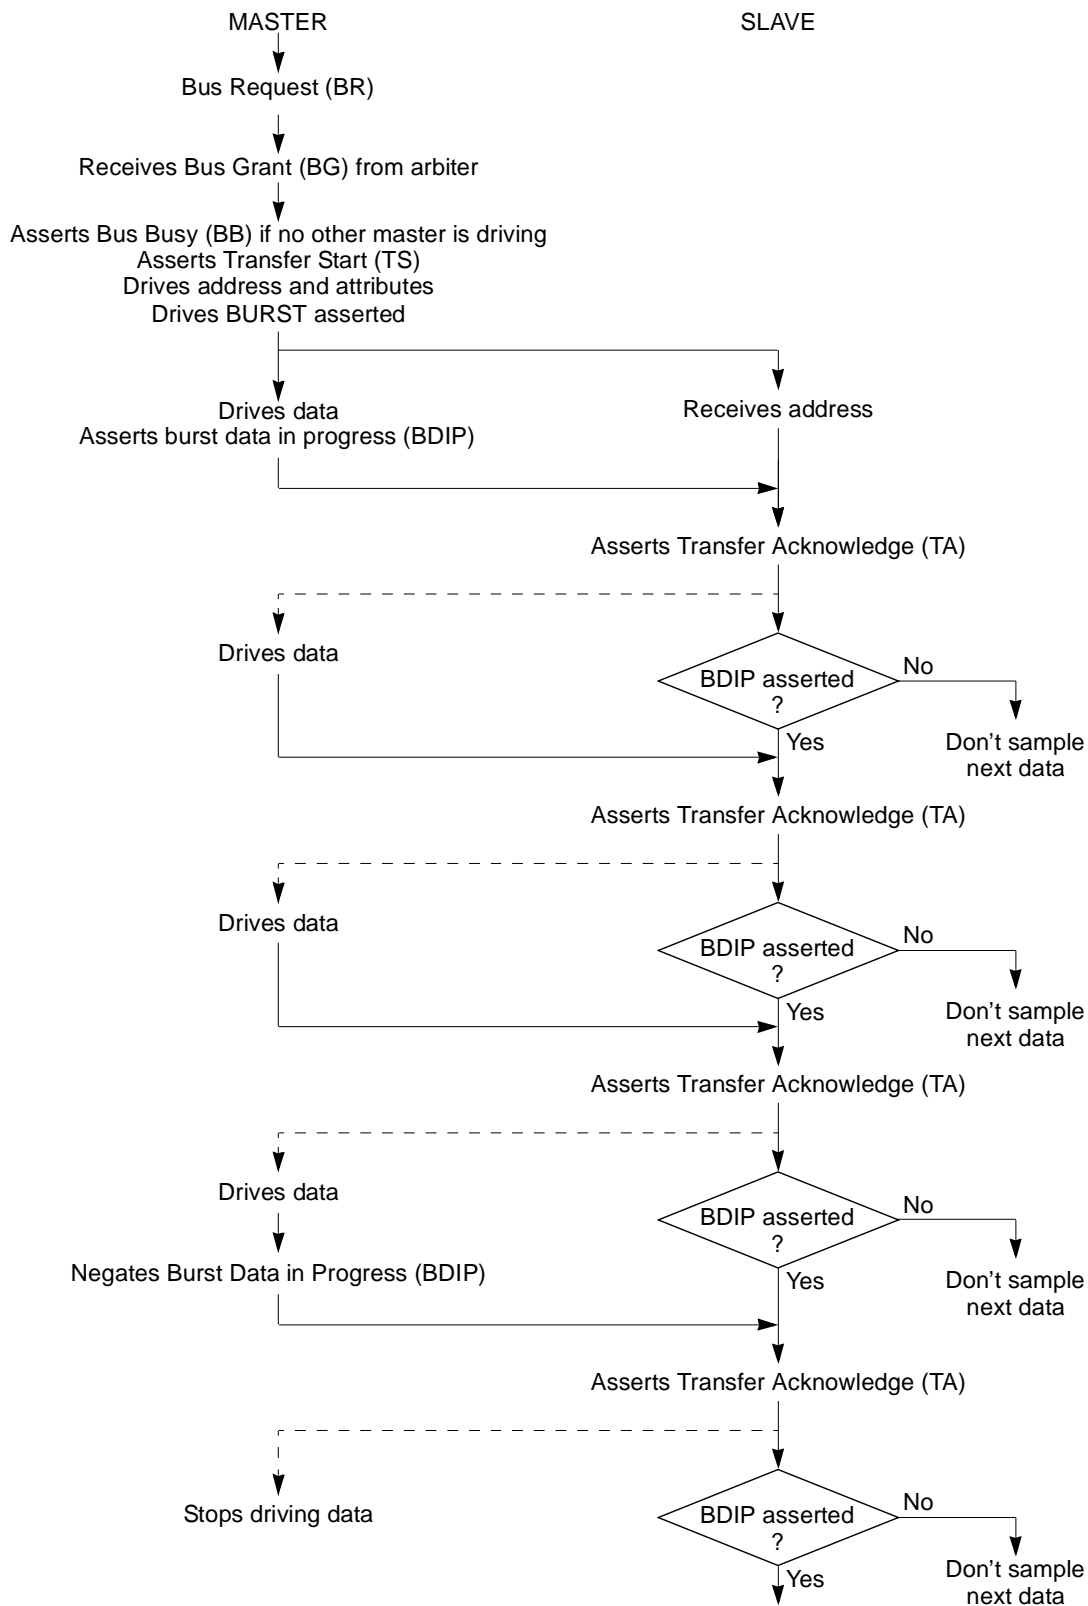 MASTER
SLAVE
Bus Request (BR)
Receives Bus Grant (BG) from arbiter
Asserts Bus Busy (BB) if no other master is driving
Asserts Transfer Start (TS)
Drives address and attributes
Drives BURST asserted
Drives data
Asserts burst data in progress (BDIP)
Receives address
Asserts Transfer Acknowledge (TA)
Drives data
BDIP asserted
?
No
Yes
Don't sample
next data
Asserts Transfer Acknowledge (TA)
Drives data
BDIP asserted
?
No
Yes
Don't sample
next data
Asserts Transfer Acknowledge (TA)
Drives data
Negates Burst Data in Progress (BDIP)
BDIP asserted
?
No
Yes
Don't sample
next data
Asserts Transfer Acknowledge (TA)
Stops driving data
BDIP asserted
?
No
Yes
Don't sample
next data